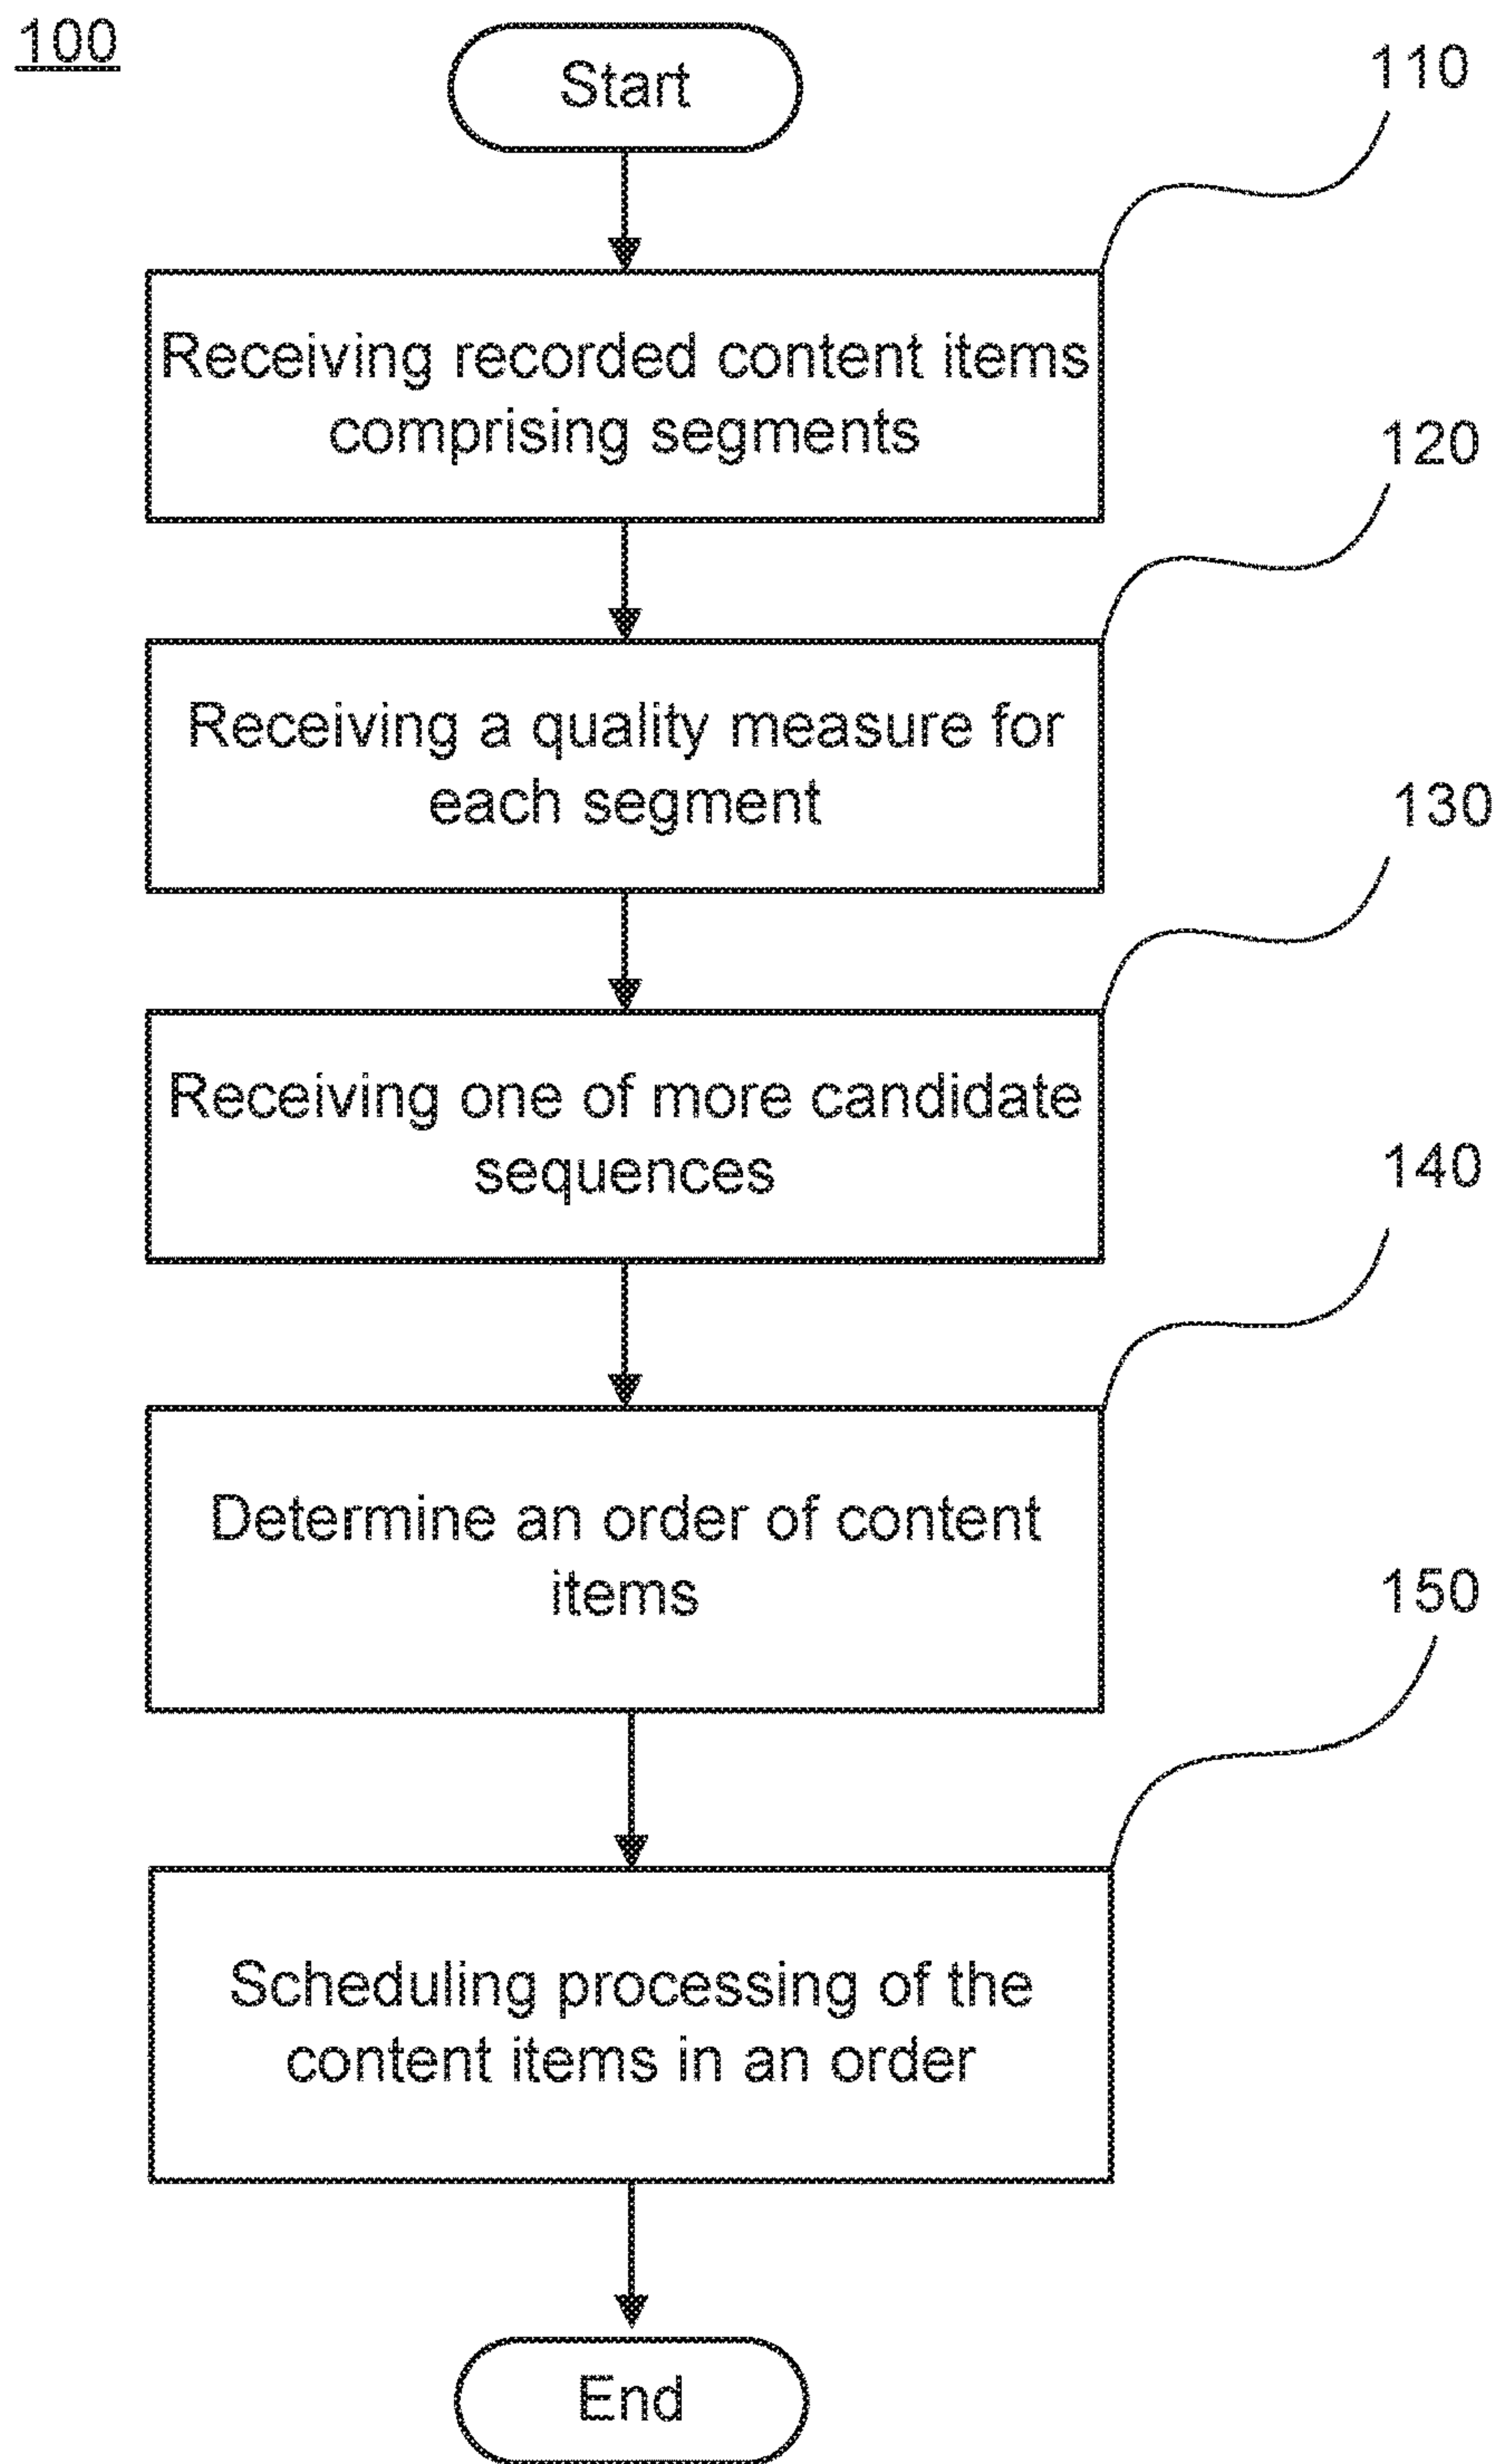 100
Start
110
Receiving recorded content items
comprising segments
120
Receiving a quality measure for
each segment
130
Receiving one of more candidate
sequences
140
Determine an order of content
items
150
Scheduling processing of the
content items in an order
End